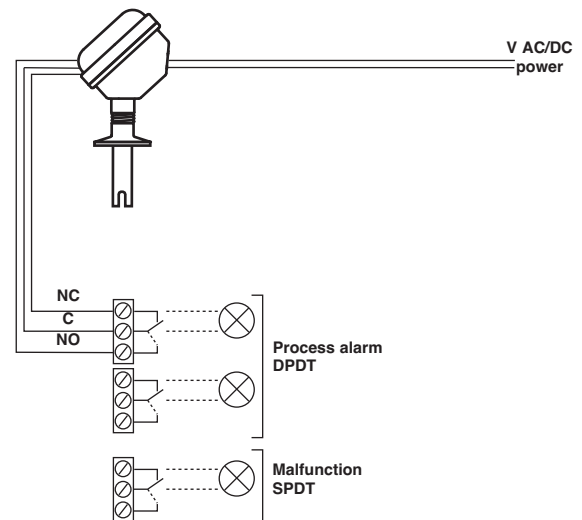 V AC/DC
power
NC
C
NO
Process alarm
DPDT
Malfunction
SPDT